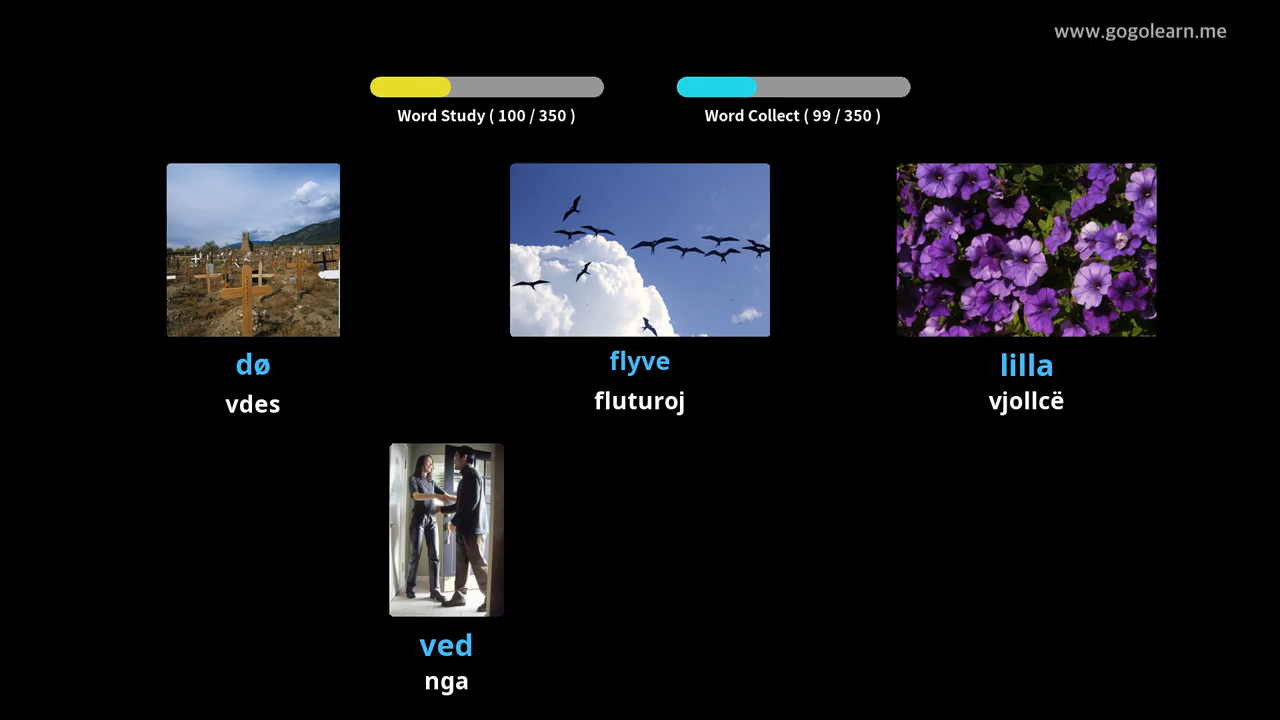 www.gogolearn.me
Word Study ( 100 / 350 )
Word Collect ( 99 / 350 )
dø
flyve
lilla
vdes
fluturoj
vjollcë
ved
nga